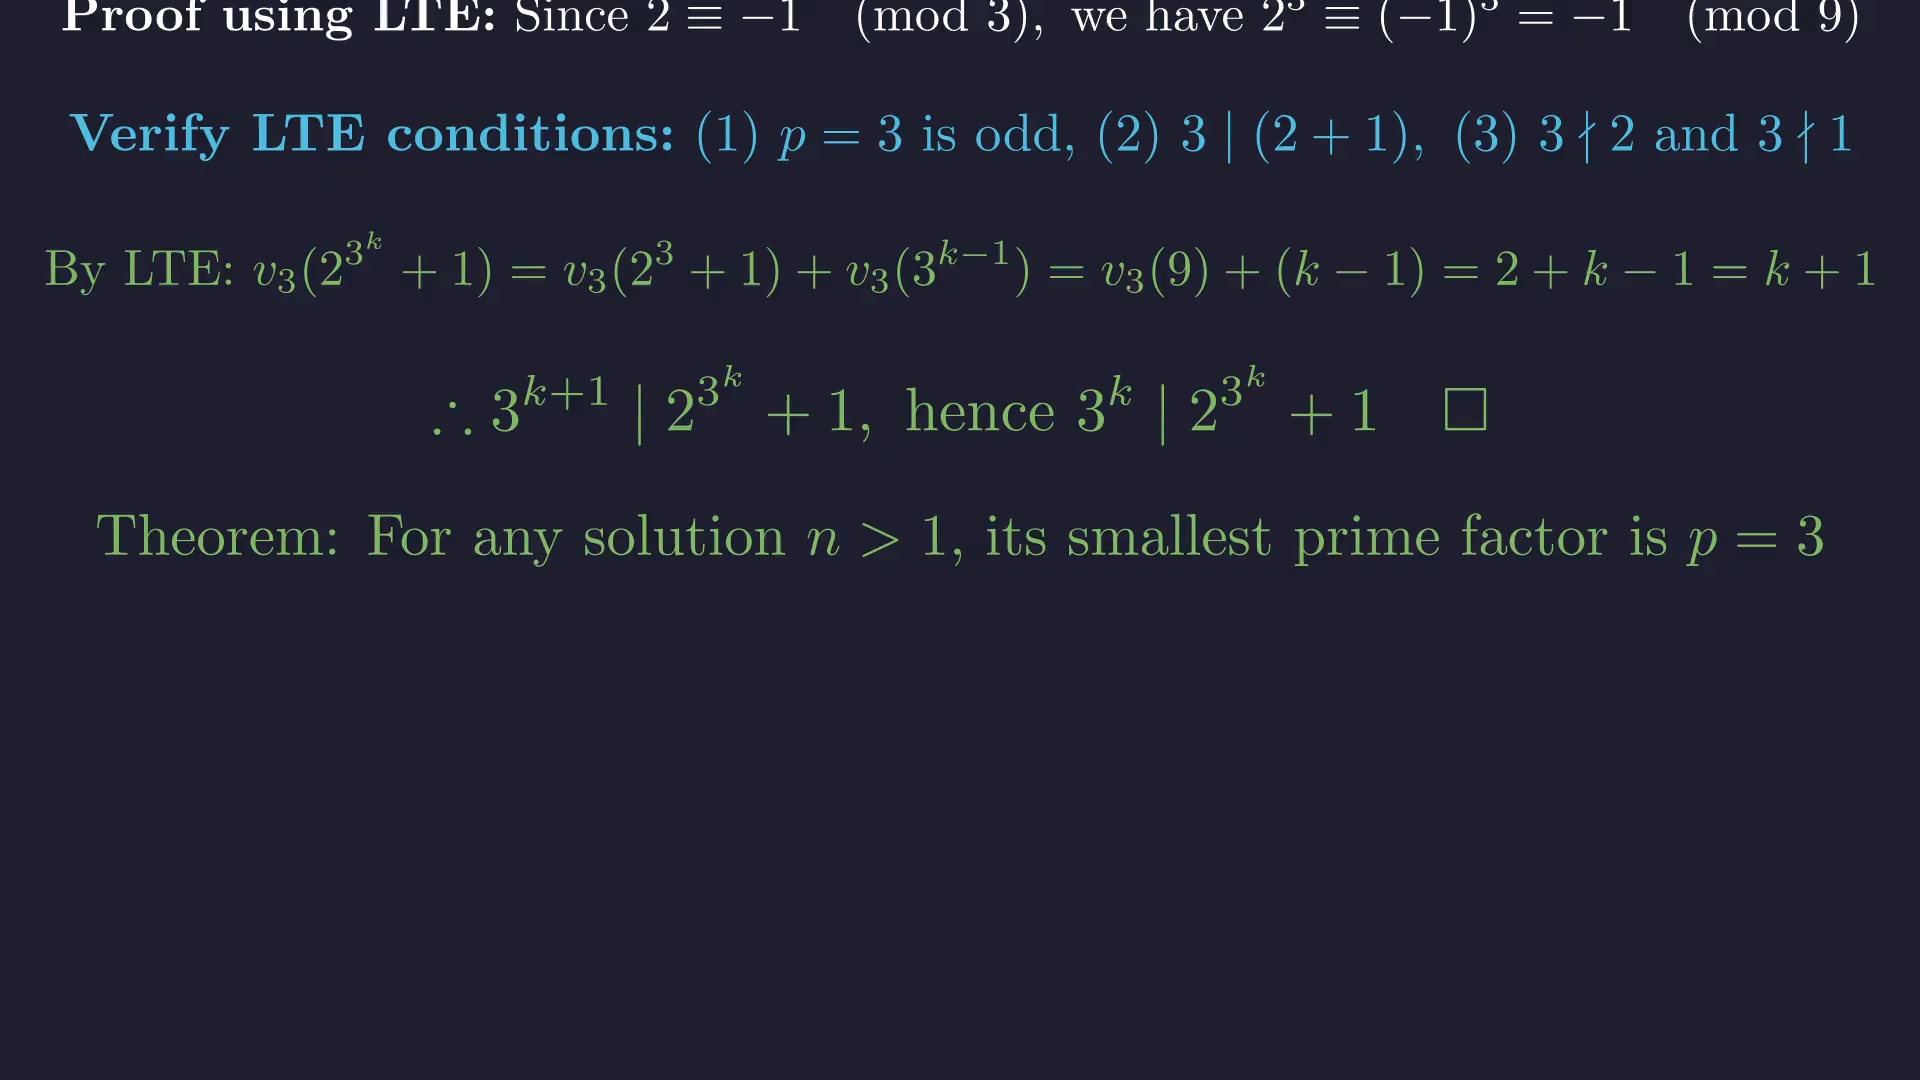 Proof using LTE: Since 2 ≡ −1 (mod 3), we have 2³ ≡ (−1)³ = −1 (mod 9)
Verify LTE conditions: (1) p = 3 is odd, (2) 3 | (2 + 1), (3) 3 ∤ 2 and 3 ∤ 1
By LTE: v₃(2^{3^k} + 1) = v₃(2³ + 1) + v₃(3^{k−1}) = v₃(9) + (k − 1) = 2 + k − 1 = k + 1
∴ 3^{k+1} | 2^{3^k} + 1, hence 3^k | 2^{3^k} + 1 □
Theorem: For any solution n > 1, its smallest prime factor is p = 3